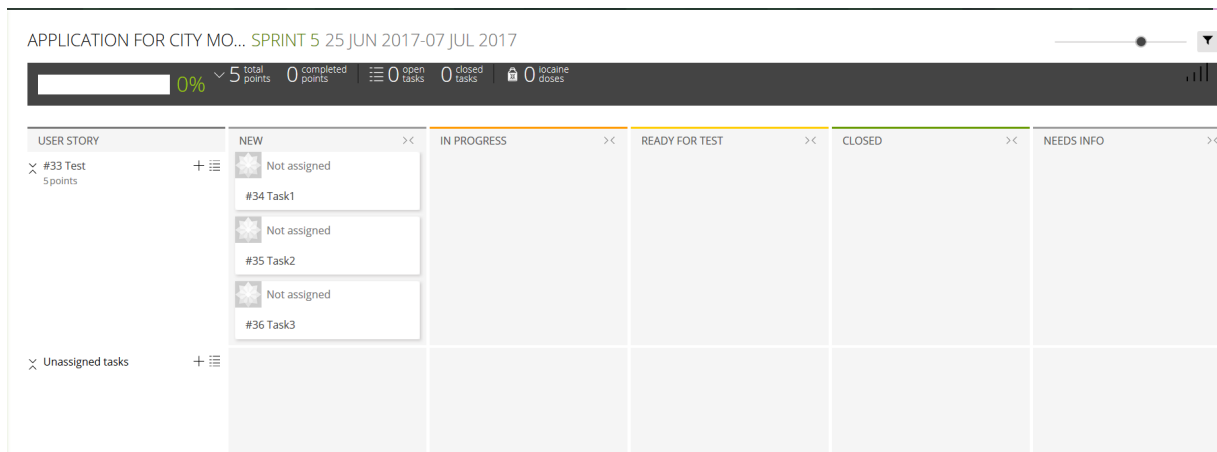 APPLICATION FOR CITY MO... SPRINT 5 25 JUN 2017-07 JUL 2017
0% 5 total points 0 completed points 0 open tasks 0 closed tasks 0 iocaine doses
USER STORY NEW IN PROGRESS READY FOR TEST CLOSED NEEDS INFO
#33 Test
5 points
Not assigned
#34 Task1
Not assigned
#35 Task2
Not assigned
#36 Task3
Unassigned tasks